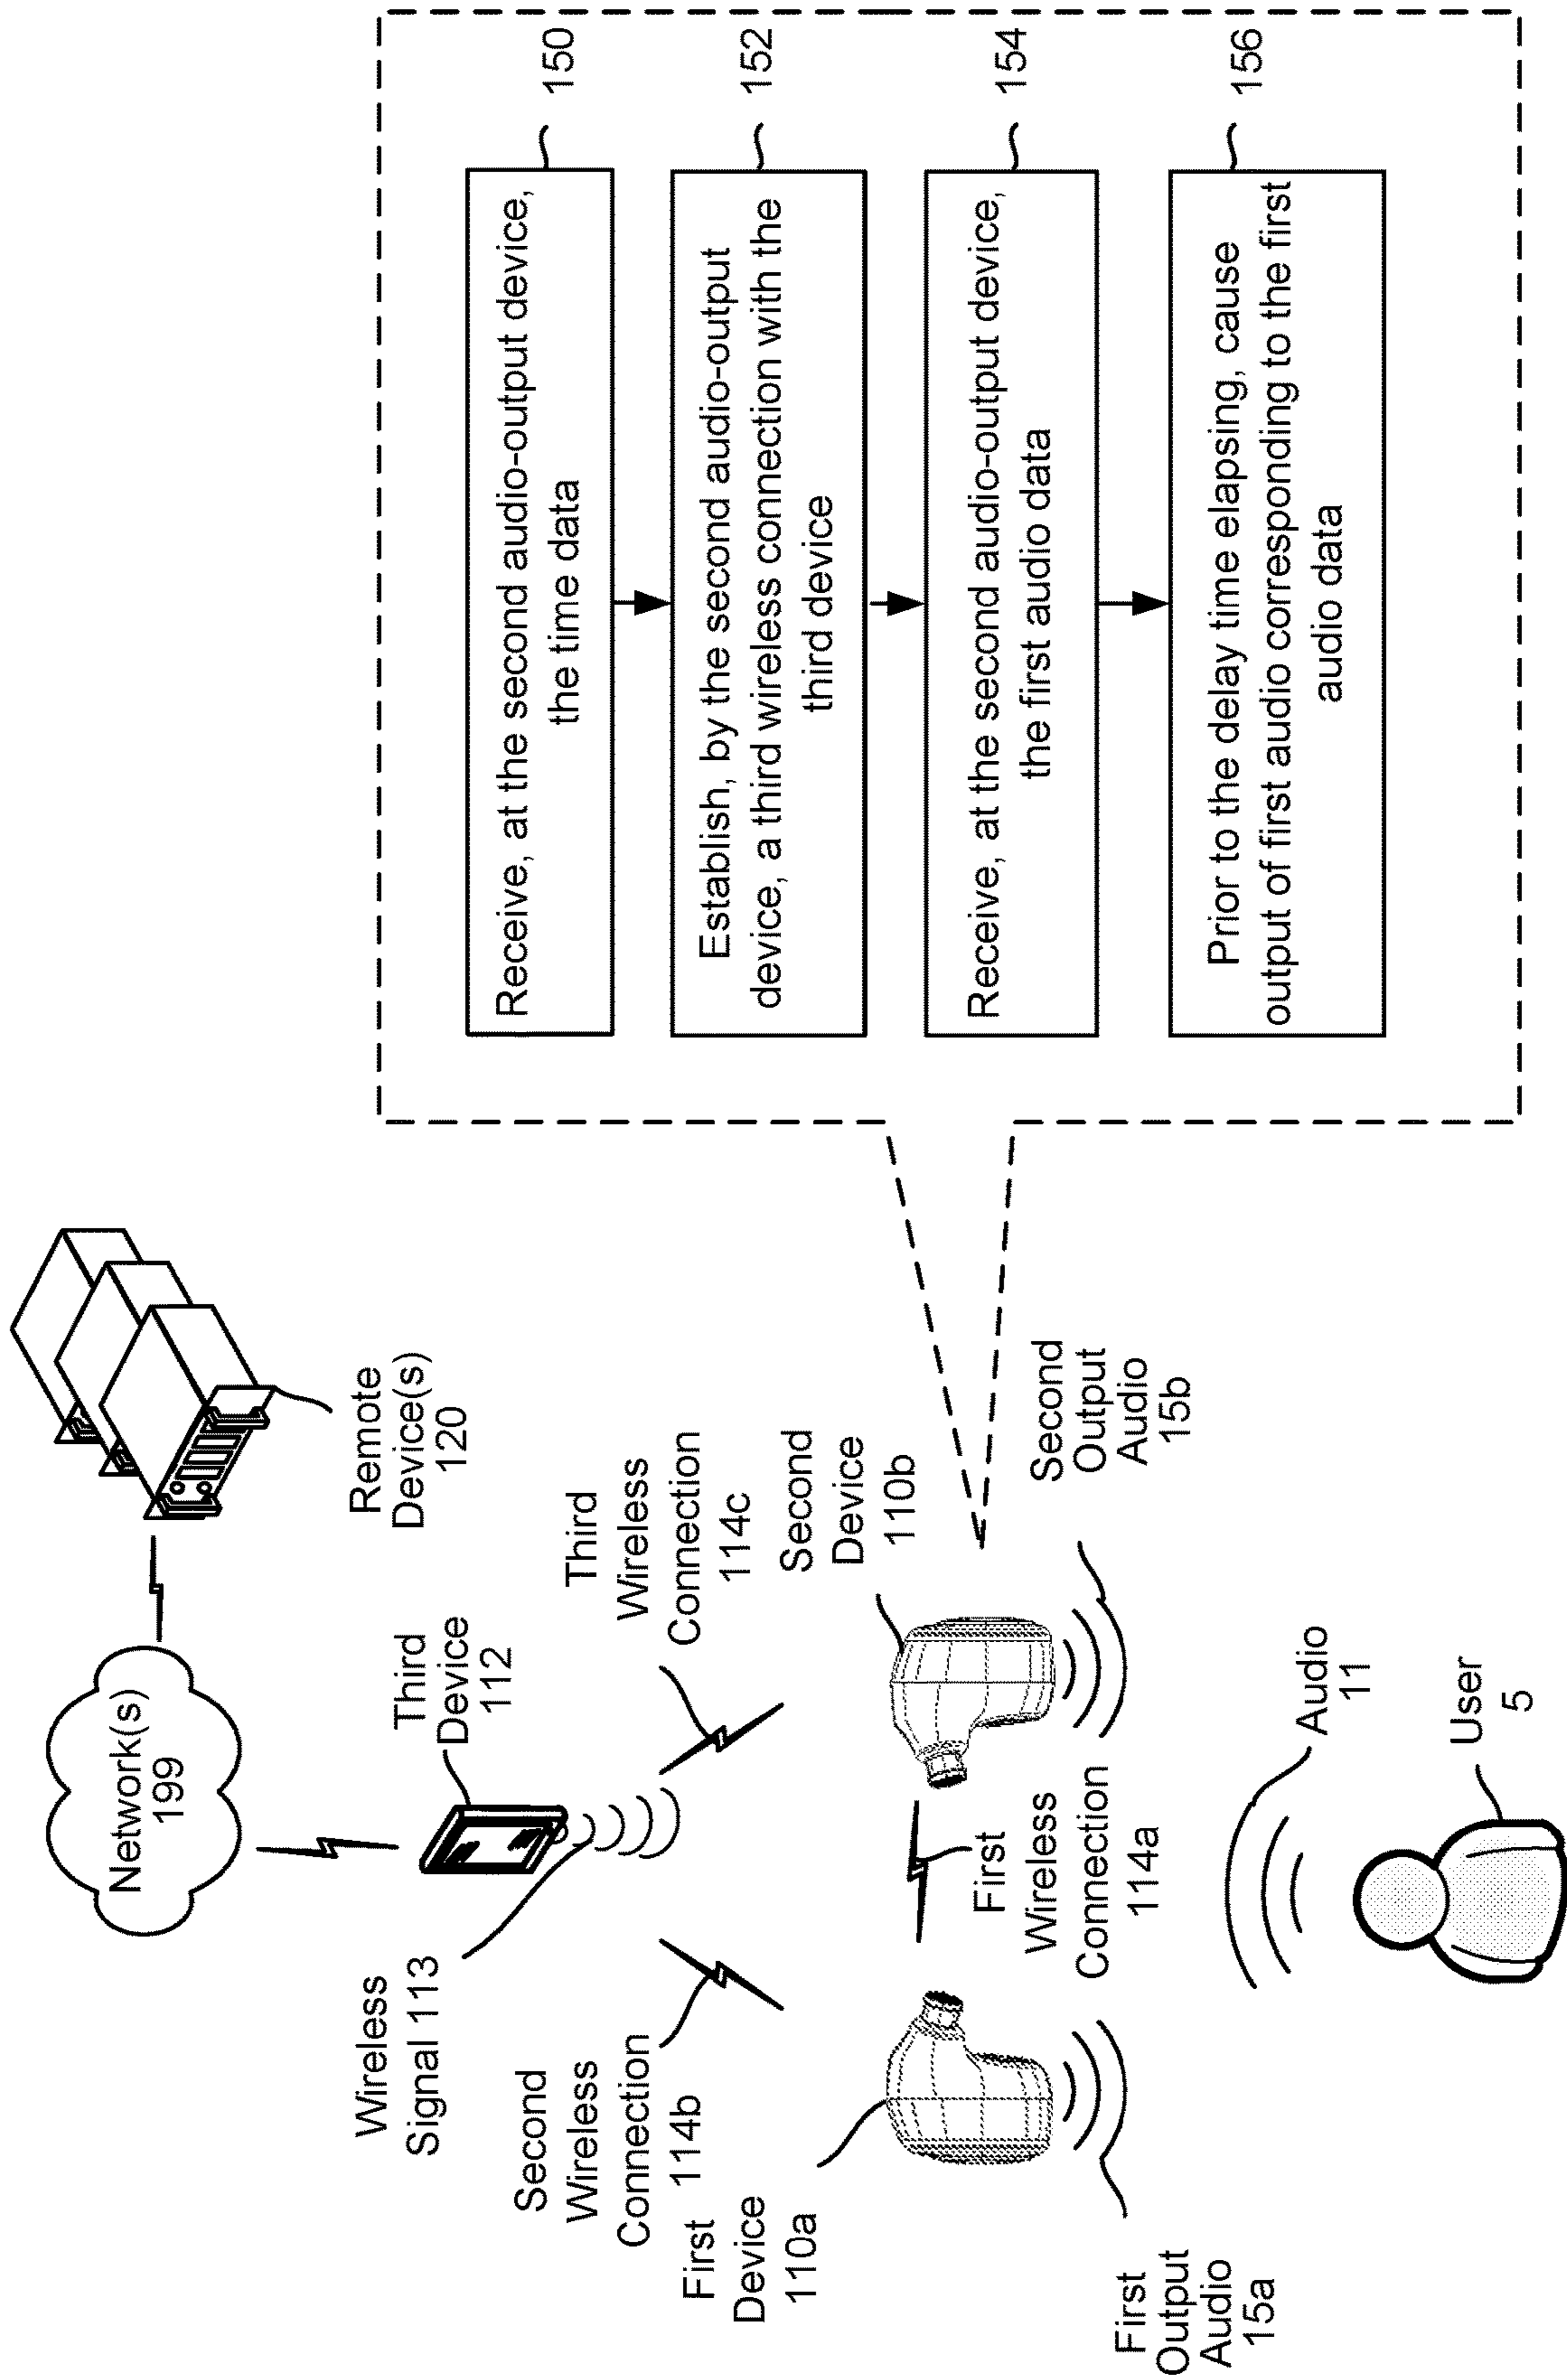 Network(s)
199
Remote
Device(s)
120
Third
Device
112
Wireless
Signal 113
Second
Wireless
Connection
114b
Third
Wireless
Connection
114c
First
Device
110a
Second
Device
110b
First
Wireless
Connection
114a
First
Output
Audio
15a
Second
Output
Audio
15b
Audio
11
User
5
Receive, at the second audio-output device,
the time data
150
Establish, by the second audio-output
device, a third wireless connection with the
third device
152
Receive, at the second audio-output device,
the first audio data
154
Prior to the delay time elapsing, cause
output of first audio corresponding to the first
audio data
156